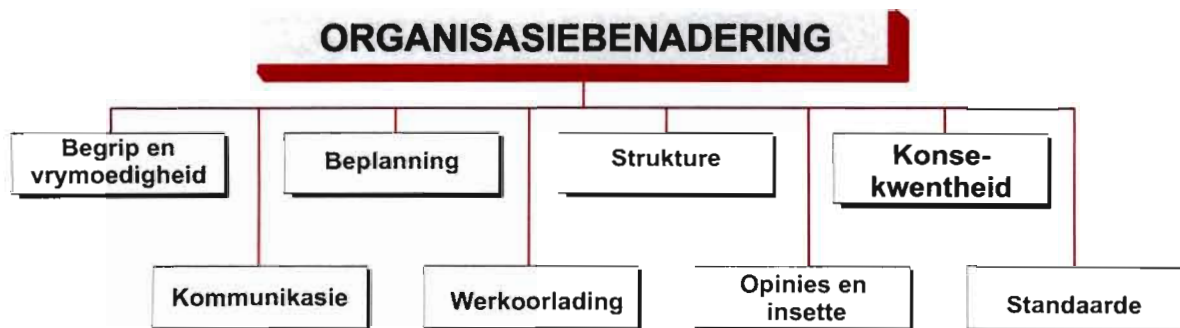 ORGANISASIEBENADERING
Begrip en
vrymoedigheid
Beplanning
Strukture
Konse-
kwentheid
Kommunikasie
Werkoorlading
Opinies en
insette
Standaarde